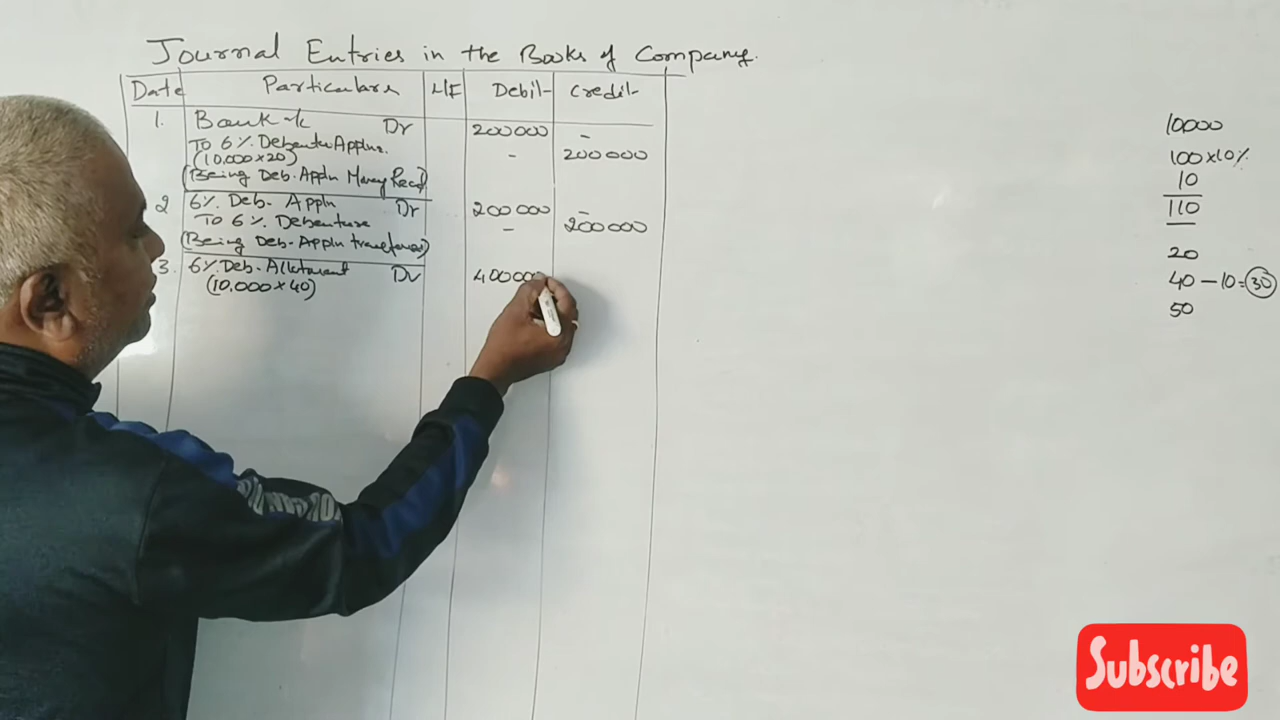 Journal Entries in the Books of Company.
Date Particulars L/F Debit Credit
1. Bank A/c Dr 200000 -
To 6% Debenture Appln. - 200000
(10,000 × 20)
(Being Deb. Appln Money Recd)
2 6% Deb. Appln Dr 200000 -
To 6% Debenture - 200000
(Being Deb. Appln transferred)
3. 6% Deb. Allotment Dr 400000
(10,000 × 40)
10000
100 × 10%
10
110
20
40 - 10 = 30
50
Subscribe